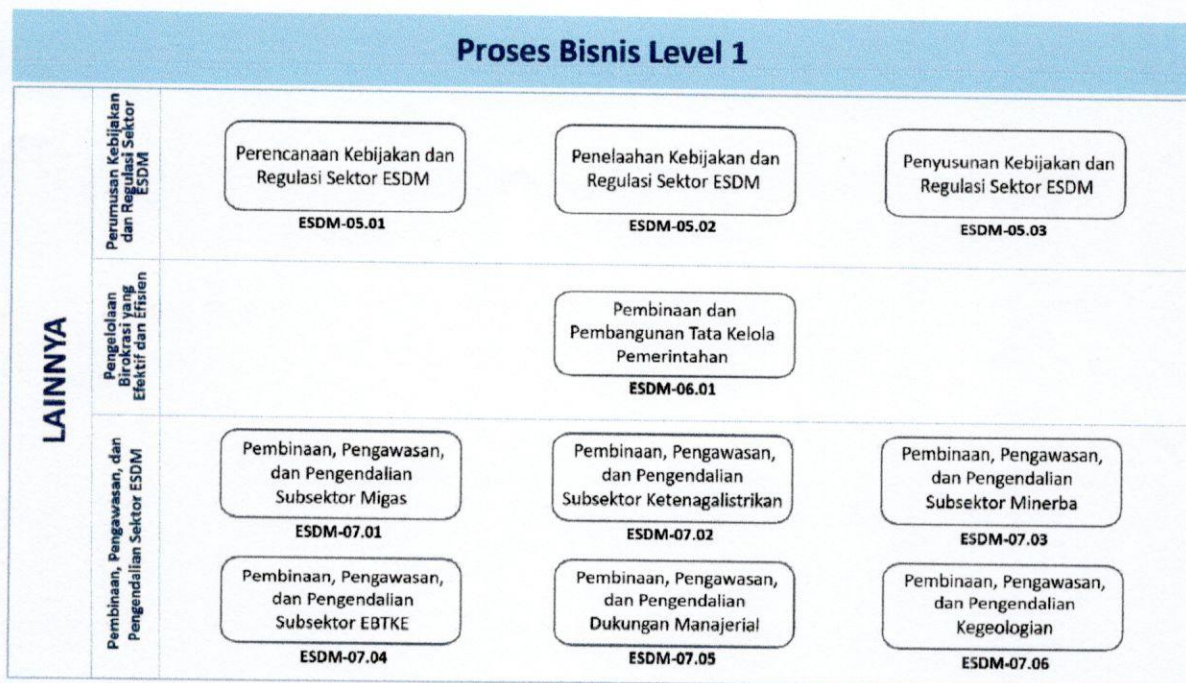 Proses Bisnis Level 1
LAINNYA
Perumusan Kebijakan
dan Regulasi Sektor
ESDM
Perencanaan Kebijakan dan
Regulasi Sektor ESDM
ESDM-05.01
Penelaahan Kebijakan dan
Regulasi Sektor ESDM
ESDM-05.02
Penyusunan Kebijakan dan
Regulasi Sektor ESDM
ESDM-05.03
Pengelolaan
Birokrasi yang
Efektif dan Efisien
Pembinaan dan
Pembangunan Tata Kelola
Pemerintahan
ESDM-06.01
Pembinaan, Pengawasan, dan
Pengendalian Sektor ESDM
Pembinaan, Pengawasan,
dan Pengendalian
Subsektor Migas
ESDM-07.01
Pembinaan, Pengawasan,
dan Pengendalian
Subsektor Ketenagalistrikan
ESDM-07.02
Pembinaan, Pengawasan,
dan Pengendalian
Subsektor Minerba
ESDM-07.03
Pembinaan, Pengawasan,
dan Pengendalian
Subsektor EBTKE
ESDM-07.04
Pembinaan, Pengawasan,
dan Pengendalian
Dukungan Manajerial
ESDM-07.05
Pembinaan, Pengawasan,
dan Pengendalian
Kegeologian
ESDM-07.06